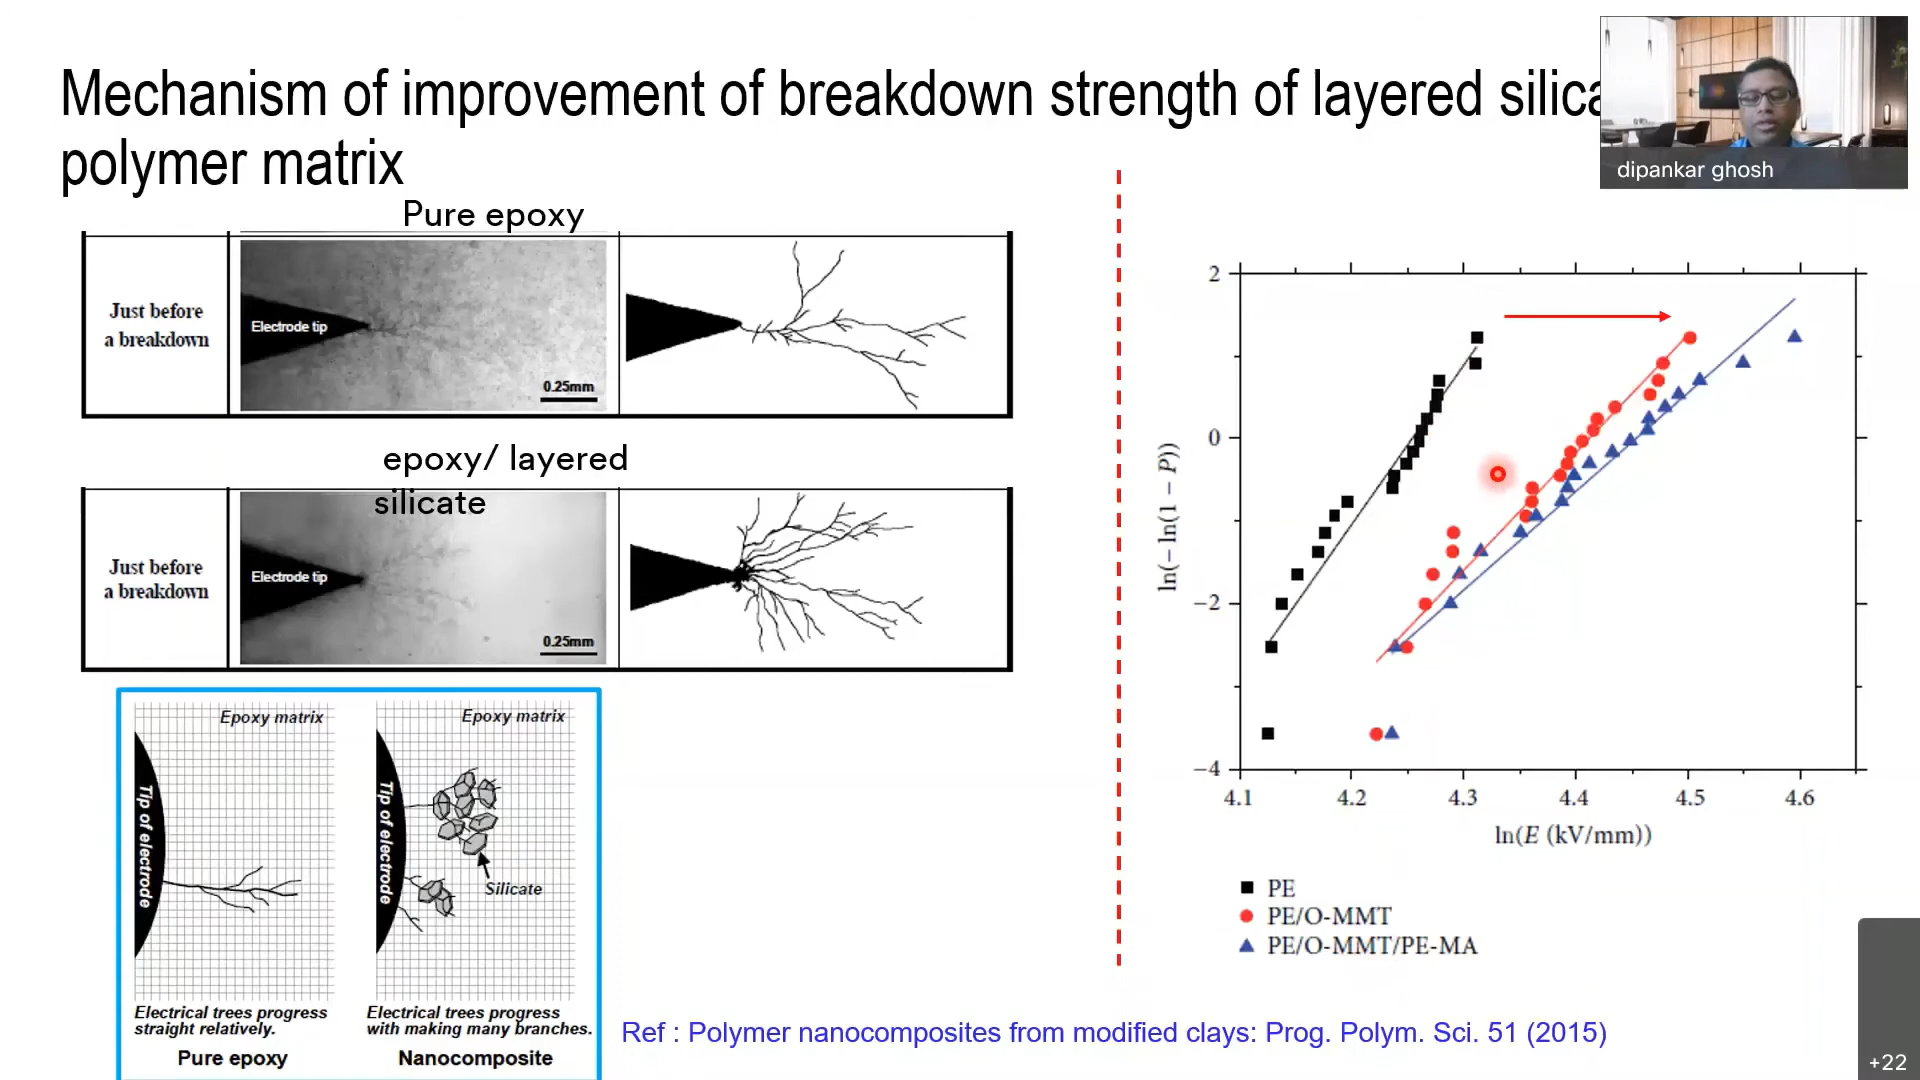 Mechanism of improvement of breakdown strength of layered
polymer matrix
dipankar ghosh
Pure epoxy
Just before
a breakdown
Electrode tip
0.25mm
epoxy/ layered
silicate
Just before
a breakdown
Electrode tip
0.25mm
Epoxy matrix
Tip of electrode
Electrical trees progress
straight relatively.
Pure epoxy
Epoxy matrix
Tip of electrode
Silicate
Electrical trees progress
with making many branches.
Nanocomposite
2
0
−2
−4
ln(− ln(1 − P))
4.1 4.2 4.3 4.4 4.5 4.6
ln(E (kV/mm))
PE
PE/O-MMT
PE/O-MMT/PE-MA
Ref : Polymer nanocomposites from modified clays: Prog. Polym. Sci. 51 (2015)
+22